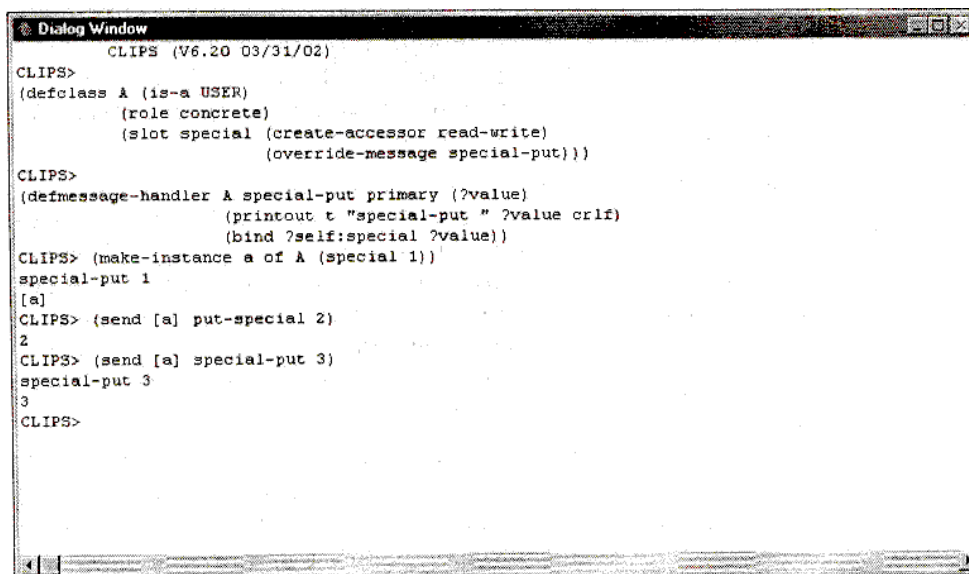 Dialog Window
CLIPS (V6.20 03/31/02)
CLIPS>
(defclass A (is-a USER)
(role concrete)
(slot special (create-accessor read-write)
(override-message special-put)))
CLIPS>
(defmessage-handler A special-put primary (?value)
(printout t "special-put " ?value crlf)
(bind ?self:special ?value))
CLIPS> (make-instance a of A (special 1))
special-put 1
[a]
CLIPS> (send [a] put-special 2)
2
CLIPS> (send [a] special-put 3)
special-put 3
3
CLIPS>